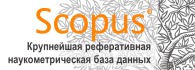 Scopus®
Крупнейшая реферативная
наукометрическая база данных